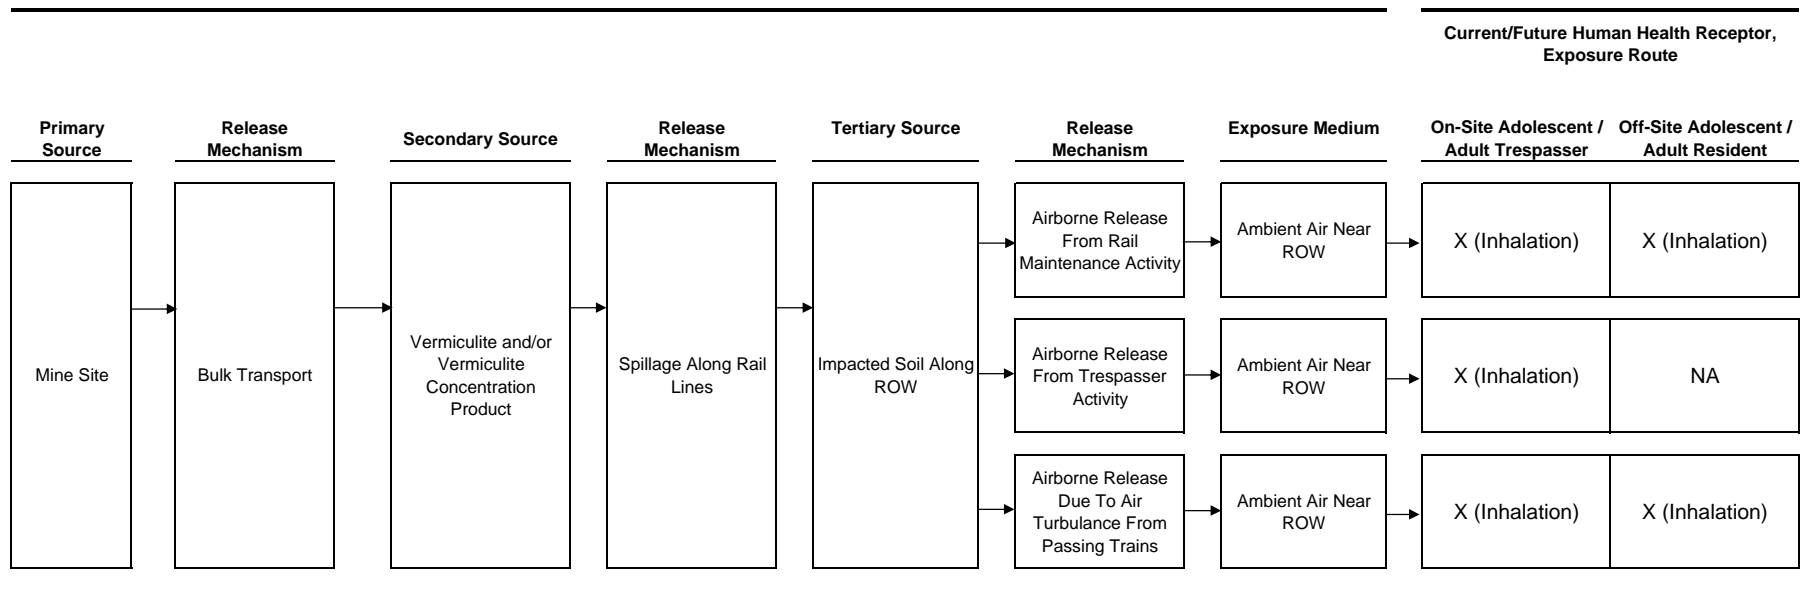 Current/Future Human Health Receptor,
Exposure Route
Primary
Source
Release
Mechanism
Secondary Source
Release
Mechanism
Tertiary Source
Release
Mechanism
Exposure Medium
On-Site Adolescent /
Adult Trespasser
Off-Site Adolescent /
Adult Resident
Mine Site
Bulk Transport
Vermiculite and/or
Vermiculite
Concentration
Product
Spillage Along Rail
Lines
Impacted Soil Along
ROW
Airborne Release
From Rail
Maintenance Activity
Ambient Air Near
ROW
X (Inhalation)
X (Inhalation)
Airborne Release
From Trespasser
Activity
Ambient Air Near
ROW
X (Inhalation)
NA
Airborne Release
Due To Air
Turbulance From
Passing Trains
Ambient Air Near
ROW
X (Inhalation)
X (Inhalation)